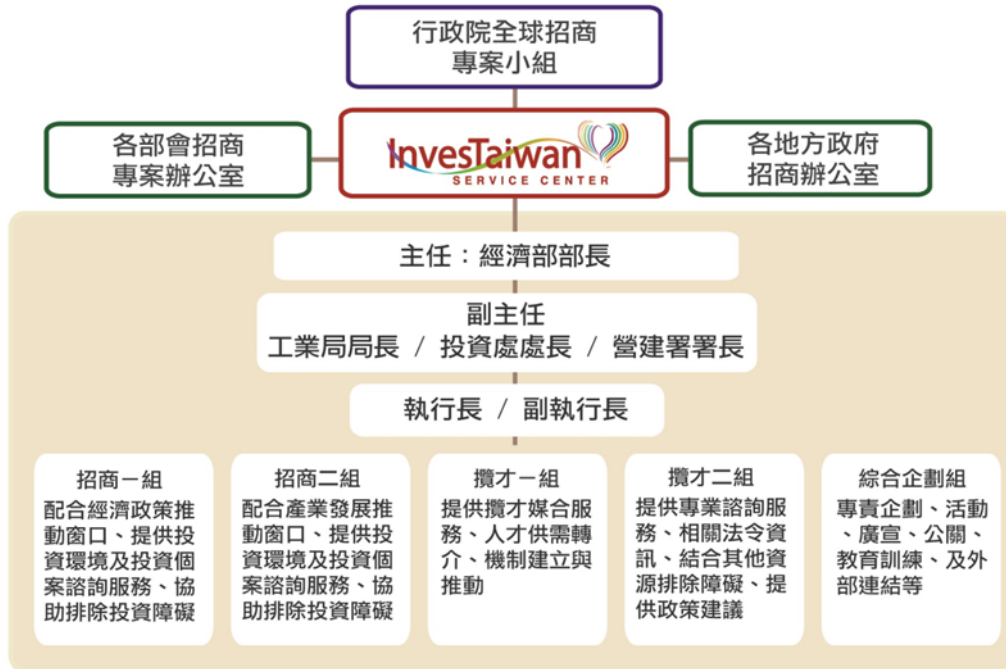 行政院全球招商
專案小組
各部會招商
專案辦公室
InvesTaiwan
SERVICE CENTER
各地方政府
招商辦公室
主任：經濟部部長
副主任
工業局局長 / 投資處處長 / 營建署署長
執行長 / 副執行長
招商一組
配合經濟政策推
動窗口、提供投
資環境及投資個
案諮詢服務、協
助排除投資障礙
招商二組
配合產業發展推
動窗口、提供投
資環境及投資個
案諮詢服務、協
助排除投資障礙
攬才一組
提供攬才媒合服
務、人才供需轉
介、機制建立與
推動
攬才二組
提供專業諮詢服
務、相關法令資
訊、結合其他資
源排除障礙、提
供政策建議
綜合企劃組
專責企劃、活動
、廣宣、公關、
教育訓練、及外
部連結等